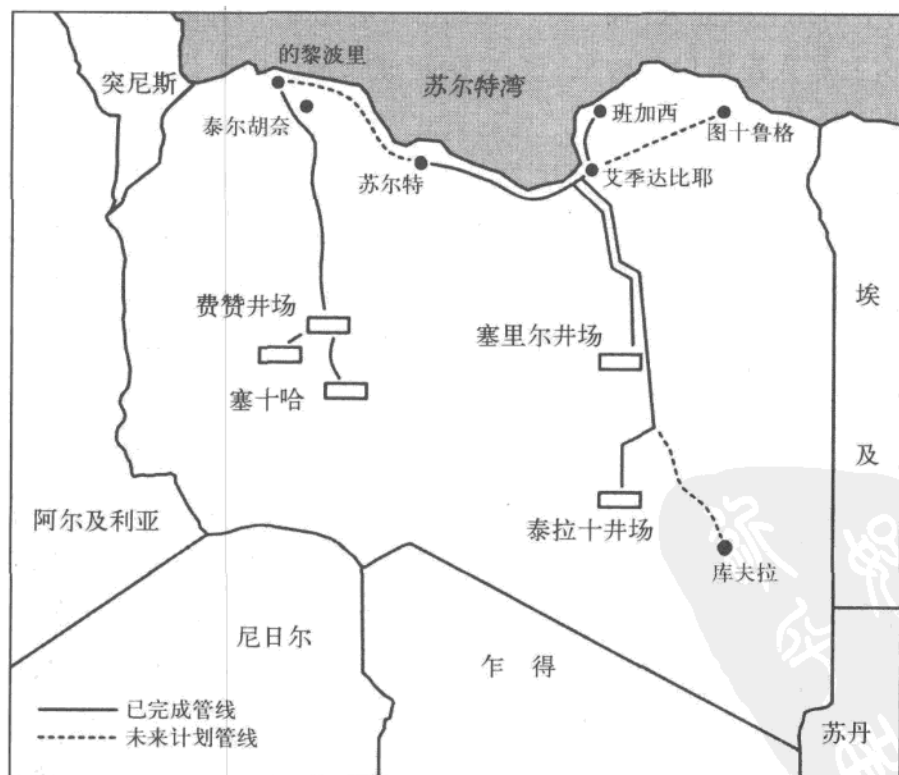 的黎波里
突尼斯
苏尔特湾
班加西
图十鲁格
泰尔胡奈
苏尔特
艾季达比耶
埃及
费赞井场
塞里尔井场
塞十哈
阿尔及利亚
泰拉十井场
库夫拉
尼日尔
乍得
苏丹
已完成管线
未来计划管线